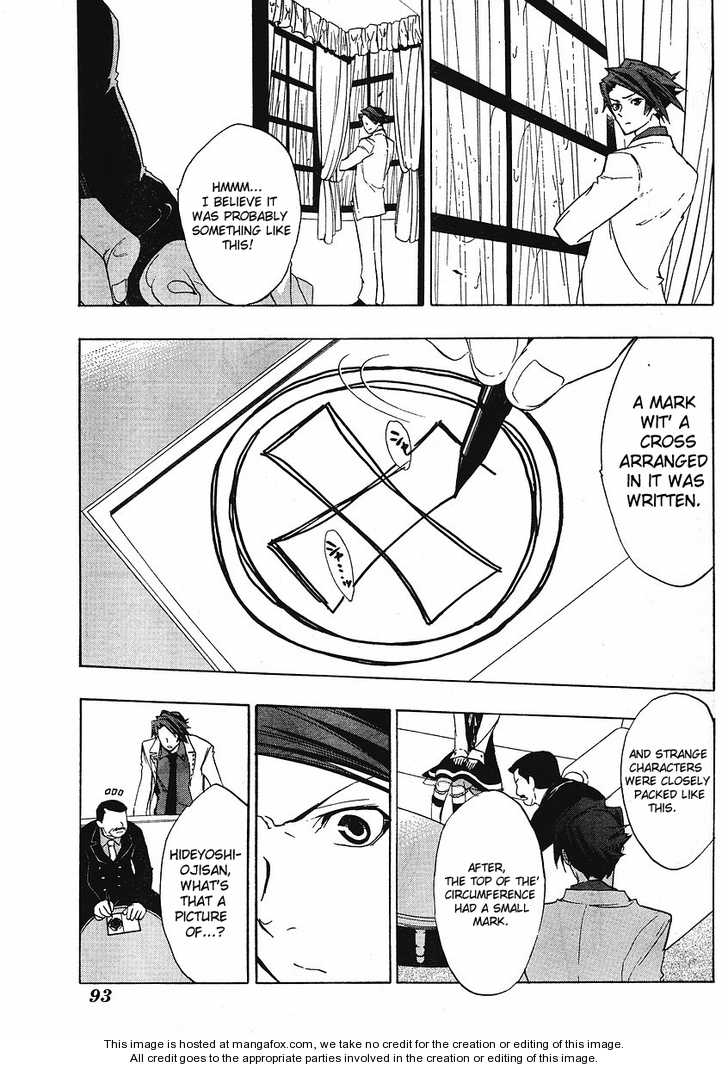 HMMM...
I BELIEVE IT
WAS PROBABLY
SOMETHING LIKE
THIS!
A MARK
WIT' A
CROSS
ARRANGED
IN IT WAS
WRITTEN.
AND STRANGE
CHARACTERS
WERE CLOSELY
PACKED LIKE
THIS.
AFTER,
THE TOP OF THE'
CIRCUMFERENCE
HAD A SMALL
MARK.
HIDEYOSHI-
OJISAN,
WHAT'S
THAT A
PICTURE
OF...?
93
This image is hosted at mangafox.com, we take no credit for the creation or editing of this image.
All credit goes to the appropriate parties involved in the creation or editing of this image.